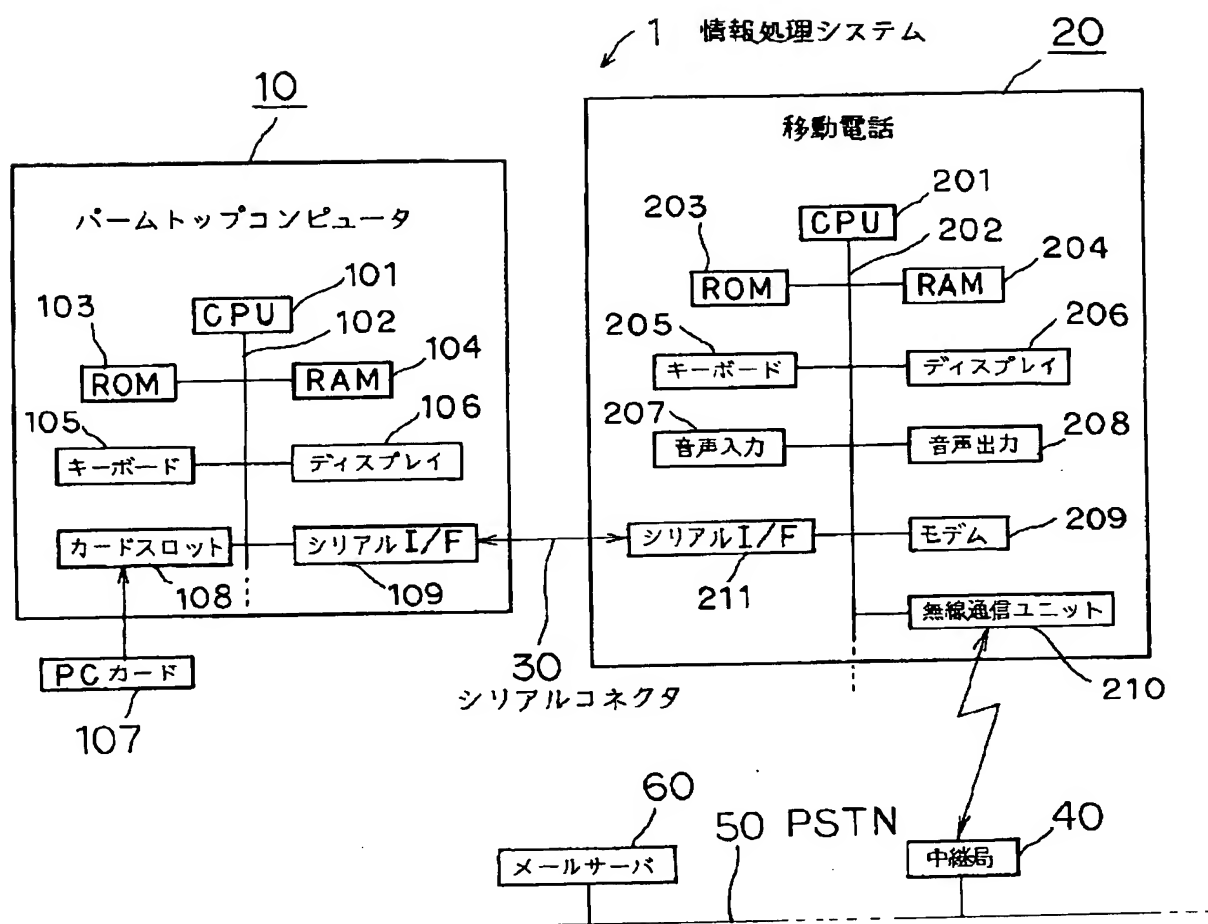 1 情報処理システム
20
10
移動電話
パームトップコンピュータ
201
CPU
202
203
204
ROM
RAM
205
206
キーボード
ディスプレイ
207
208
音声入力
音声出力
209
シリアルI/F
モデム
211
無線通信ユニット
210
101
CPU
102
103
104
ROM
RAM
105
106
キーボード
ディスプレイ
カードスロット
シリアルI/F
108
109
30
シリアルコネクタ
PCカード
107
60
50 PSTN
40
メールサーバ
中継局